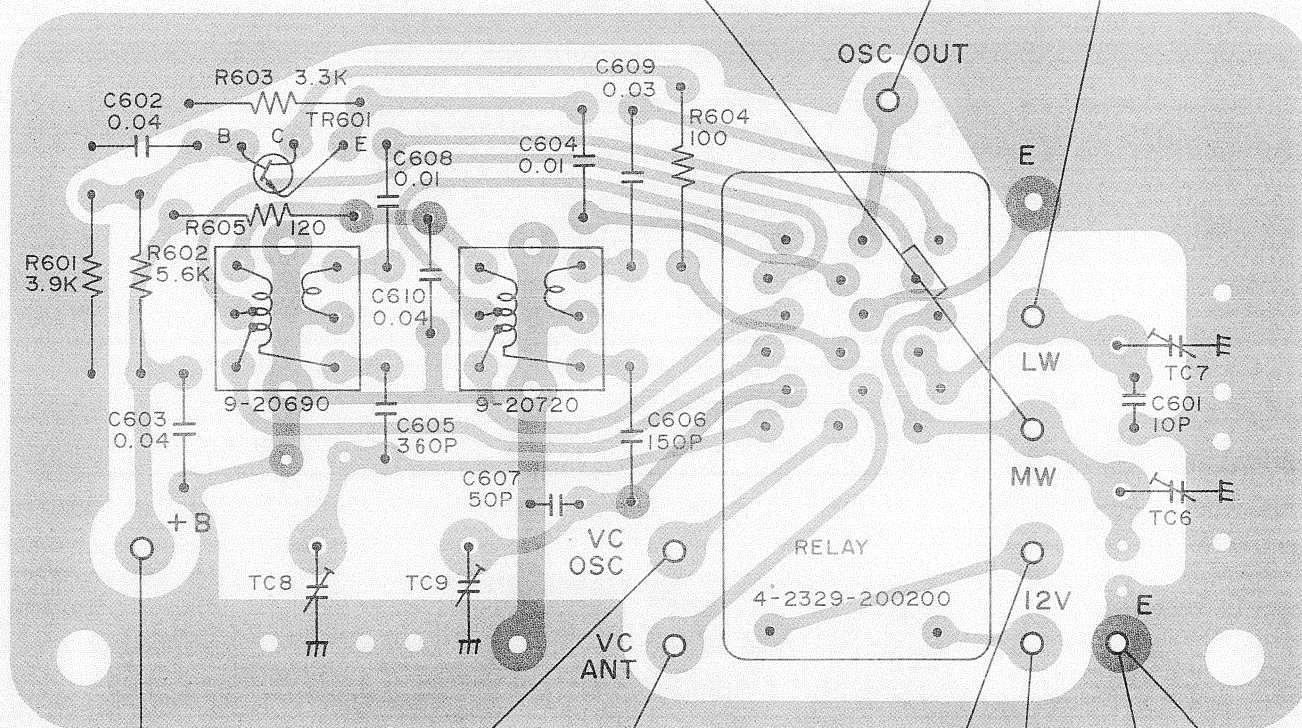 OSC OUT
R603 3.3K
C609
0.03
C602
0.04
TR601
R604
100
B
C
E
C604
0.01
C608
0.01
E
R605
120
R601
3.9K
R602
5.6K
C610
0.04
LW
TC7
9-20690
9-20720
C601
10P
C603
0.04
C605
360P
C606
150P
MW
C607
50P
TC6
+B
VC
OSC
RELAY
TC8
TC9
4-2329-200200
12V
E
VC
ANT